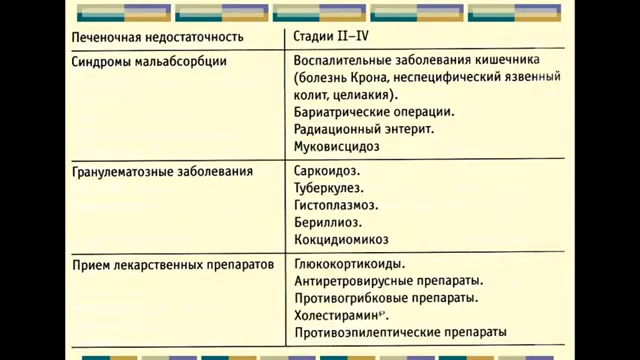 Печеночная недостаточность
Стадии II–IV
Синдромы мальабсорбции
Воспалительные заболевания кишечника
(болезнь Крона, неспецифический язвенный
колит, целиакия).
Бариатрические операции.
Радиационный энтерит.
Муковисцидоз
Гранулематозные заболевания
Саркоидоз.
Туберкулез.
Гистоплазмоз.
Бериллиоз.
Кокцидиомикоз
Прием лекарственных препаратов
Глюкокортикоиды.
Антиретровирусные препараты.
Противогрибковые препараты.
Холестирамин.
Противоэпилептические препараты